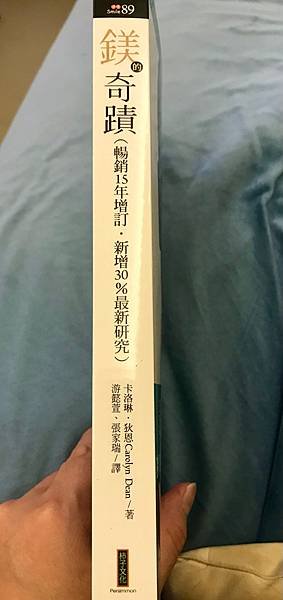 Smile 89
鎂的奇蹟
（暢銷15年增訂．新增30%最新研究）
卡洛琳．狄恩Carolyn Dean／著
游懿萱、張家瑞／譯
柿子文化
Persimmon